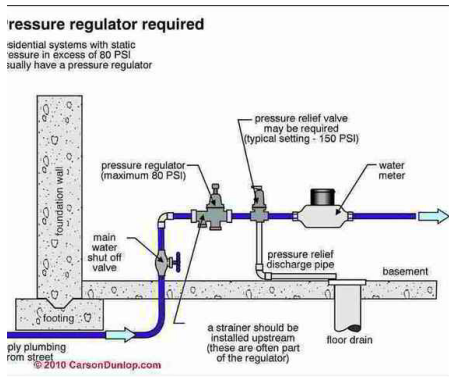 ressure regulator required
esidential systems with static
ressure in excess of 80 PSI
sually have a pressure regulator
pressure relief valve
may be required
(typical setting - 150 PSI)
pressure regulator
(maximum 80 PSI)
water
meter
foundation wall
main
water
shut off
valve
pressure relief
discharge pipe
basement
footing
a strainer should be
installed upstream
(these are often part
of the regulator)
floor drain
ply plumbing
rom street
© 2010 CarsonDunlop.com